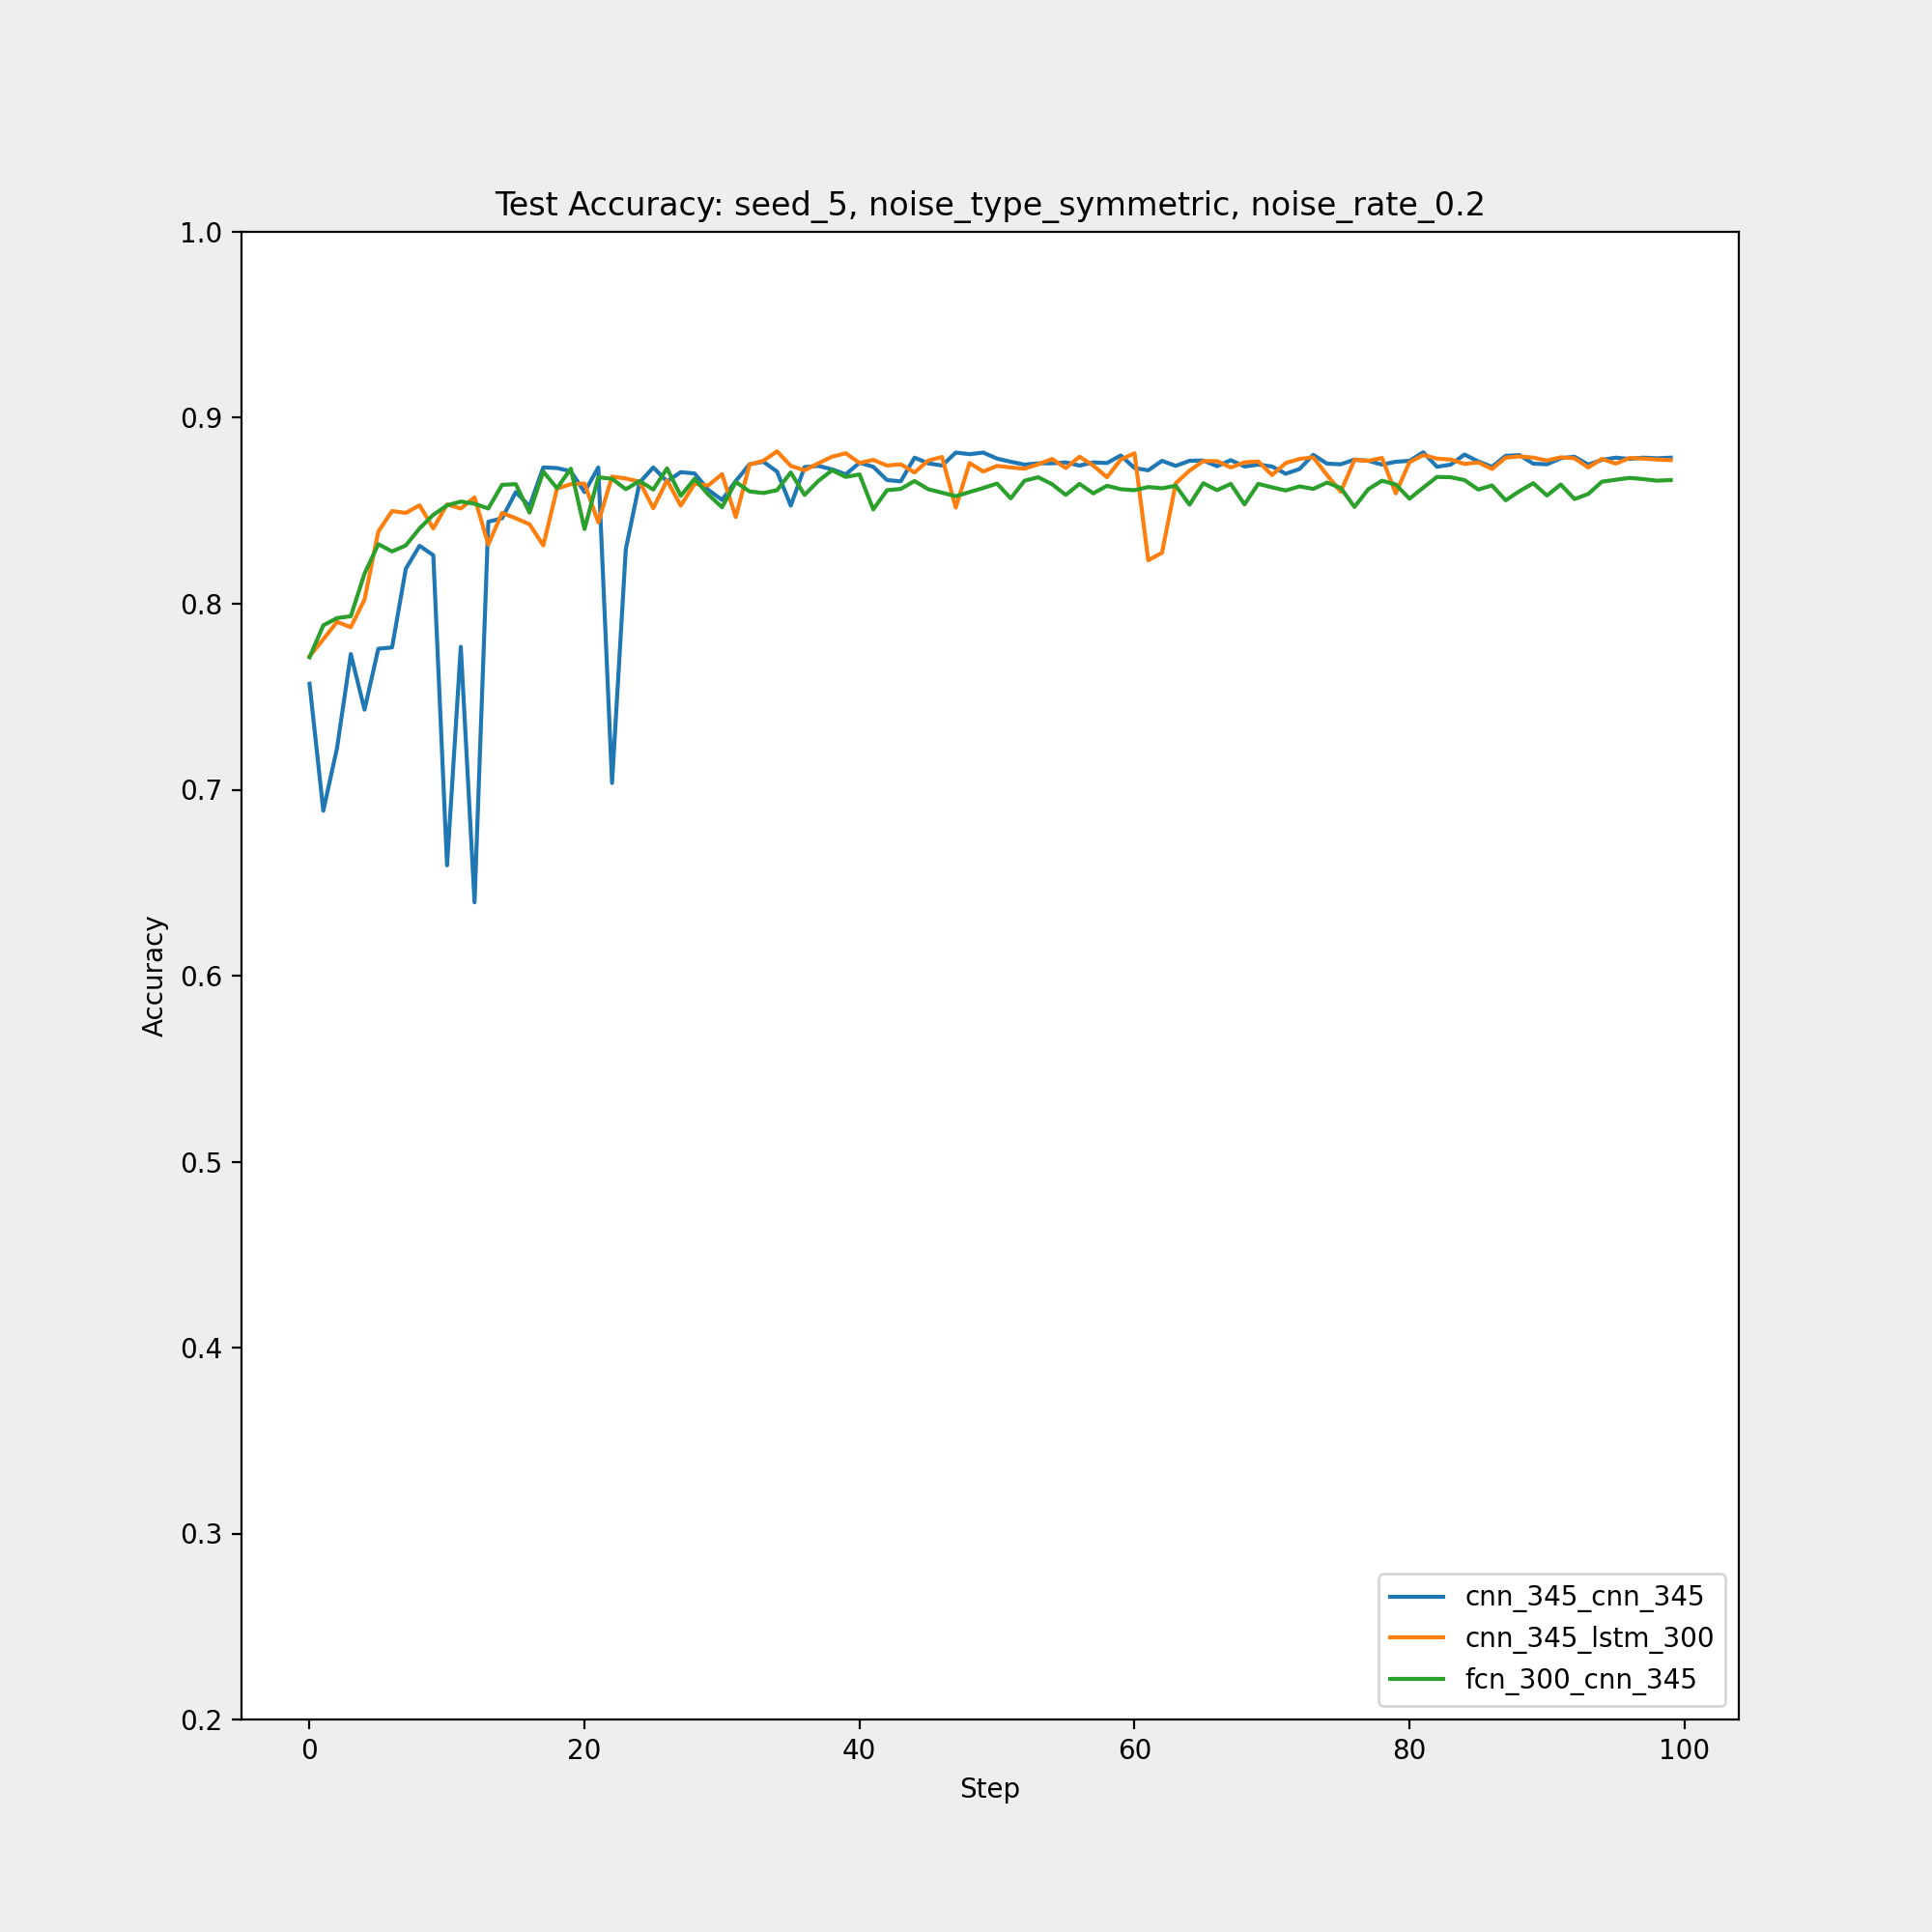 Test Accuracy: seed_5, noise_type_symmetric, noise_rate_0.2
1.0
0.9
0.8
0.7
0.6
0.5
0.4
0.3
0.2
Accuracy
0 20 40 60 80 100
Step
cnn_345_cnn_345
cnn_345_lstm_300
fcn_300_cnn_345